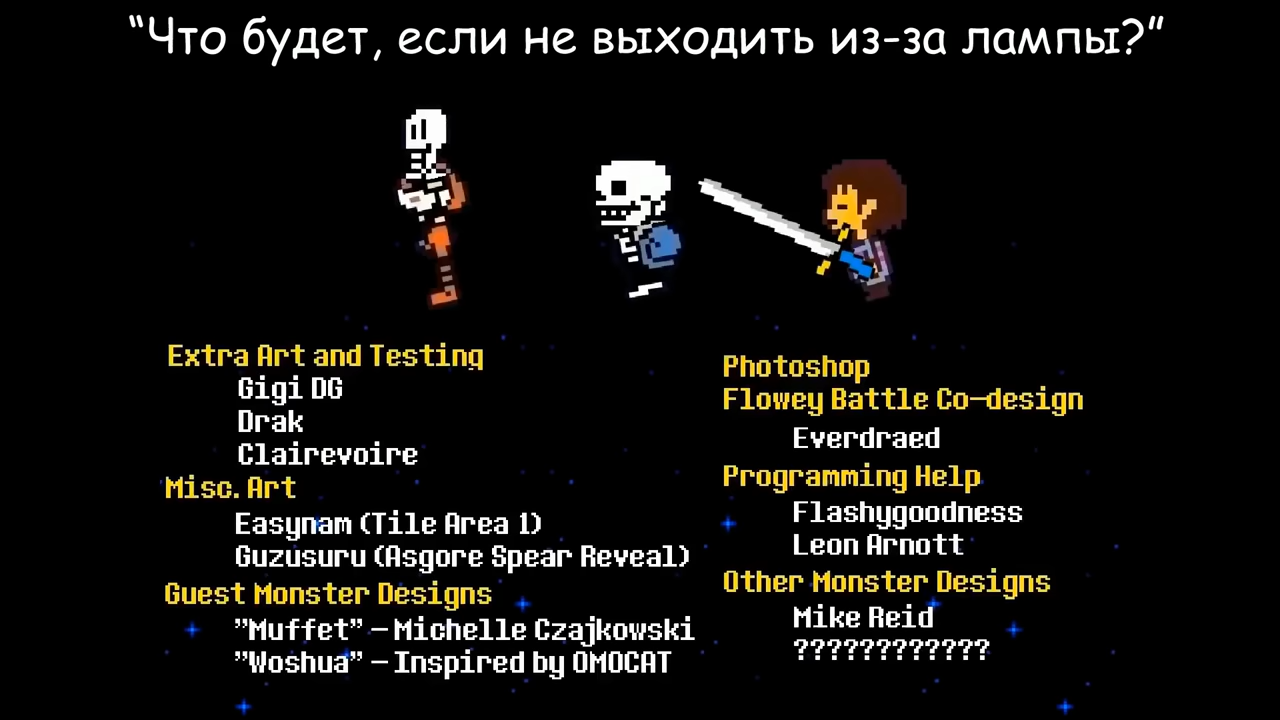 “Что будет, если не выходить из-за лампы?”
Extra Art and Testing
Gigi DG
Drak
Clairevoire
Misc. Art
Easynam (Tile Area 1)
Guzusuru (Asgore Spear Reveal)
Guest Monster Designs
”Muffet” – Michelle Czajkowski
”Woshua” – Inspired by OMOCAT
Photoshop
Flowey Battle Co-design
Everdraed
Programming Help
Flashygoodness
Leon Arnott
Other Monster Designs
Mike Reid
????????????